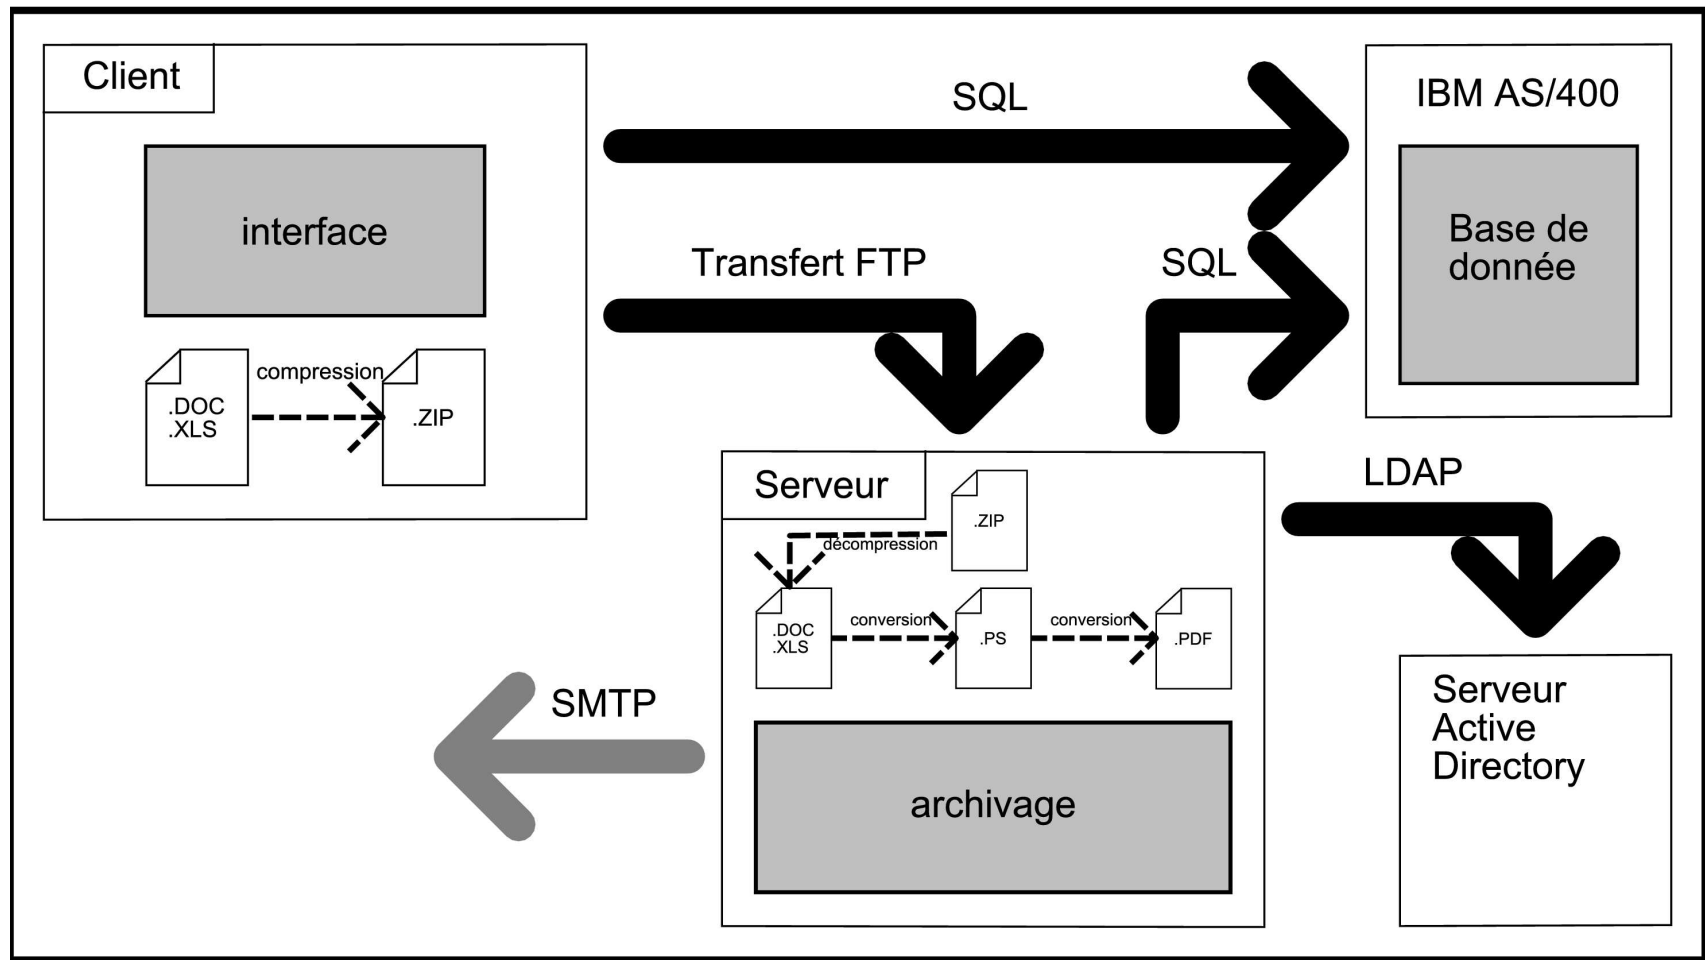 Client
SQL
IBM AS/400
interface
Base de
donnée
Transfert FTP
SQL
compression
.DOC
.XLS
.ZIP
LDAP
Serveur
.ZIP
décompression
.DOC
.XLS
conversion
.PS
conversion
.PDF
SMTP
Serveur
Active
Directory
archivage